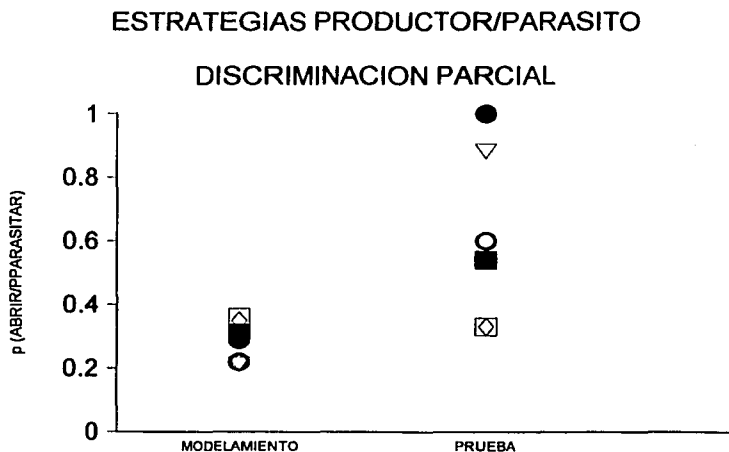 ESTRATEGIAS PRODUCTOR/PARASITO
DISCRIMINACION PARCIAL
p (ABRIR/PPARASITAR)
1
0.8
0.6
0.4
0.2
0
MODELAMIENTO
PRUEBA